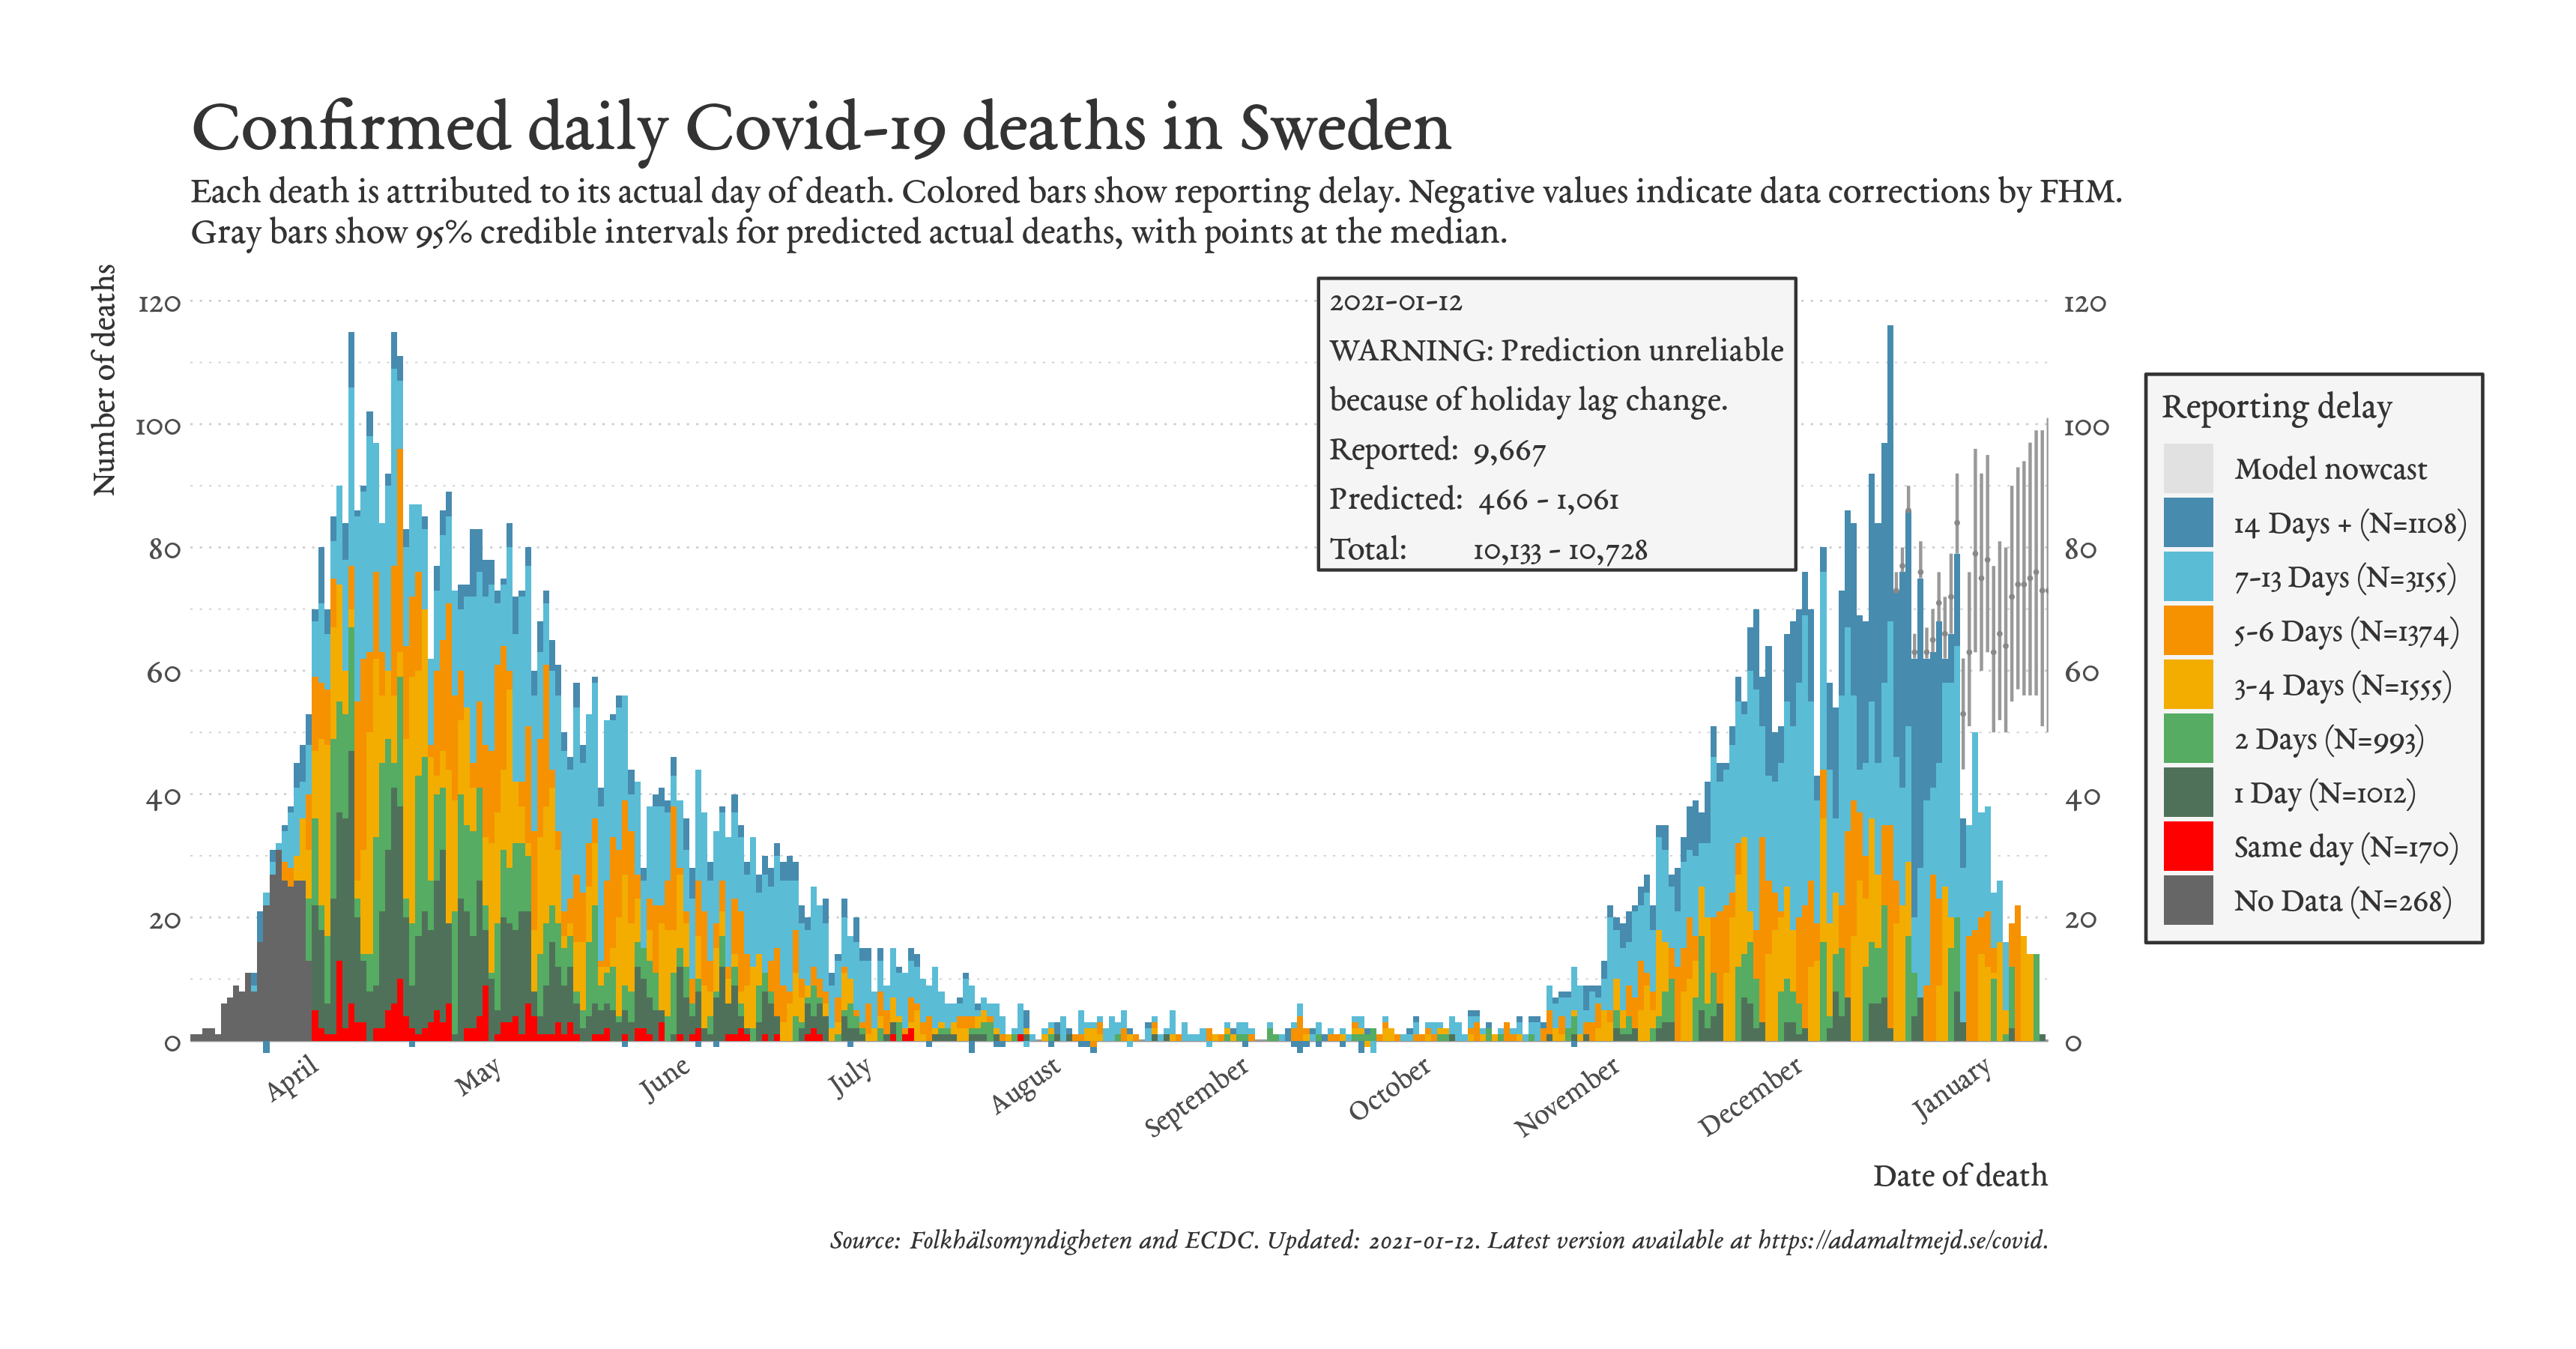 Confirmed daily Covid-19 deaths in Sweden
Each death is attributed to its actual day of death. Colored bars show reporting delay. Negative values indicate data corrections by FHM.
Gray bars show 95% credible intervals for predicted actual deaths, with points at the median.
Number of deaths
120
100
80
60
40
20
0
2021-01-12
WARNING: Prediction unreliable
because of holiday lag change.
Reported: 9,667
Predicted: 466 - 1,061
Total: 10,133 - 10,728
120
100
80
60
40
20
0
Reporting delay
Model nowcast
14 Days + (N=1108)
7-13 Days (N=3155)
5-6 Days (N=1374)
3-4 Days (N=1555)
2 Days (N=993)
1 Day (N=1012)
Same day (N=170)
No Data (N=268)
April
May
June
July
August
September
October
November
December
January
Date of death
Source: Folkhälsomyndigheten and ECDC. Updated: 2021-01-12. Latest version available at https://adamaltmejd.se/covid.